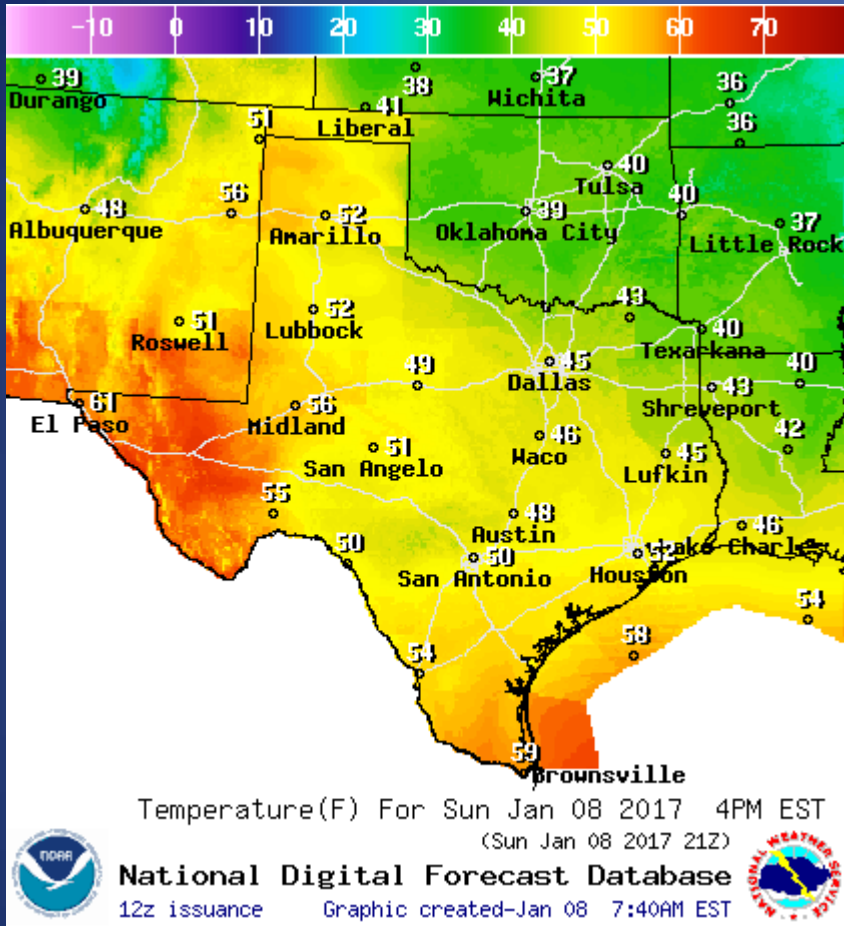 -10 0 10 20 30 40 50 60 70
39 38 37 36
Durango Wichita
41
Liberal
51 36
40
Tulsa
48 56 52 39 40 37
Albuquerque Amarillo Oklahoma City Little Rock
51 52 43 40
Roswell Lubbock Texarkana
49 45 43 40
Dallas Shreveport
61 56
El Paso Midland
51 46 45 42
San Angelo Waco Lufkin
55 48 46
Austin Lake Charles
50 50 52
San Antonio Houston
54
58
54
59
Brownsville
Temperature(F) For Sun Jan 08 2017 4PM EST
(Sun Jan 08 2017 21Z)
NOAA
National Digital Forecast Database
NATIONAL WEATHER SERVICE
12z issuance Graphic created-Jan 08 7:40AM EST